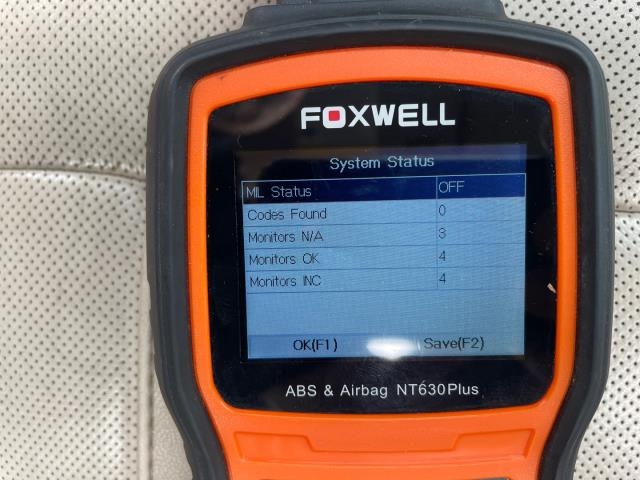 FOXWELL
System Status
MIL Status OFF
Codes Found 0
Monitors N/A 3
Monitors OK 4
Monitors INC 4
OK(F1) Save(F2)
ABS & Airbag NT630Plus